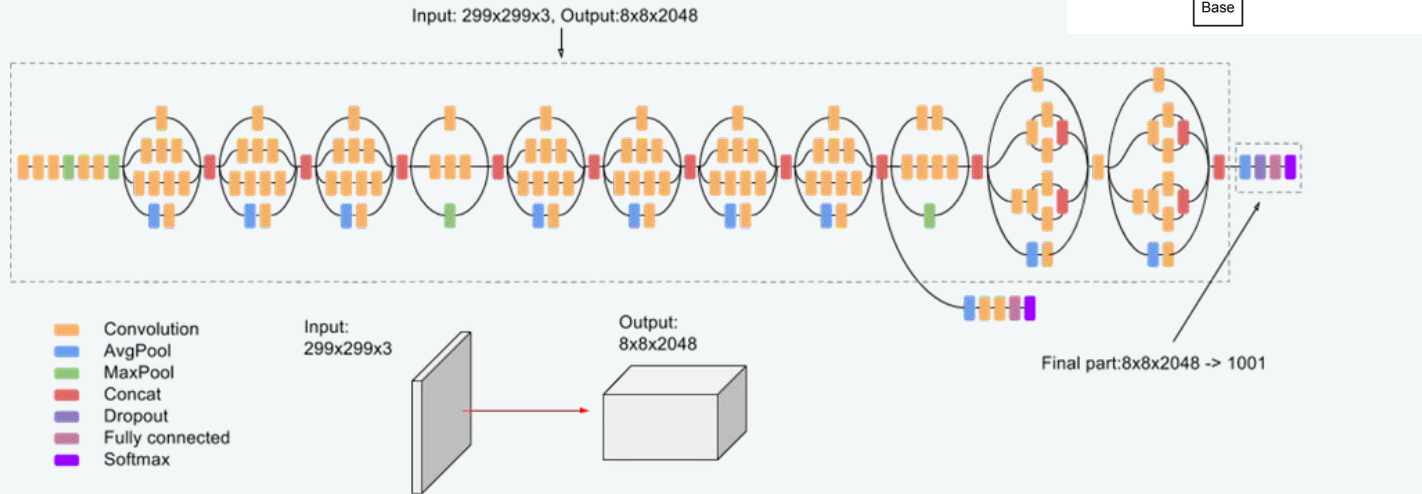 Base
Input: 299x299x3, Output:8x8x2048
Convolution
AvgPool
MaxPool
Concat
Dropout
Fully connected
Softmax
Input:
299x299x3
Output:
8x8x2048
Final part:8x8x2048 -> 1001